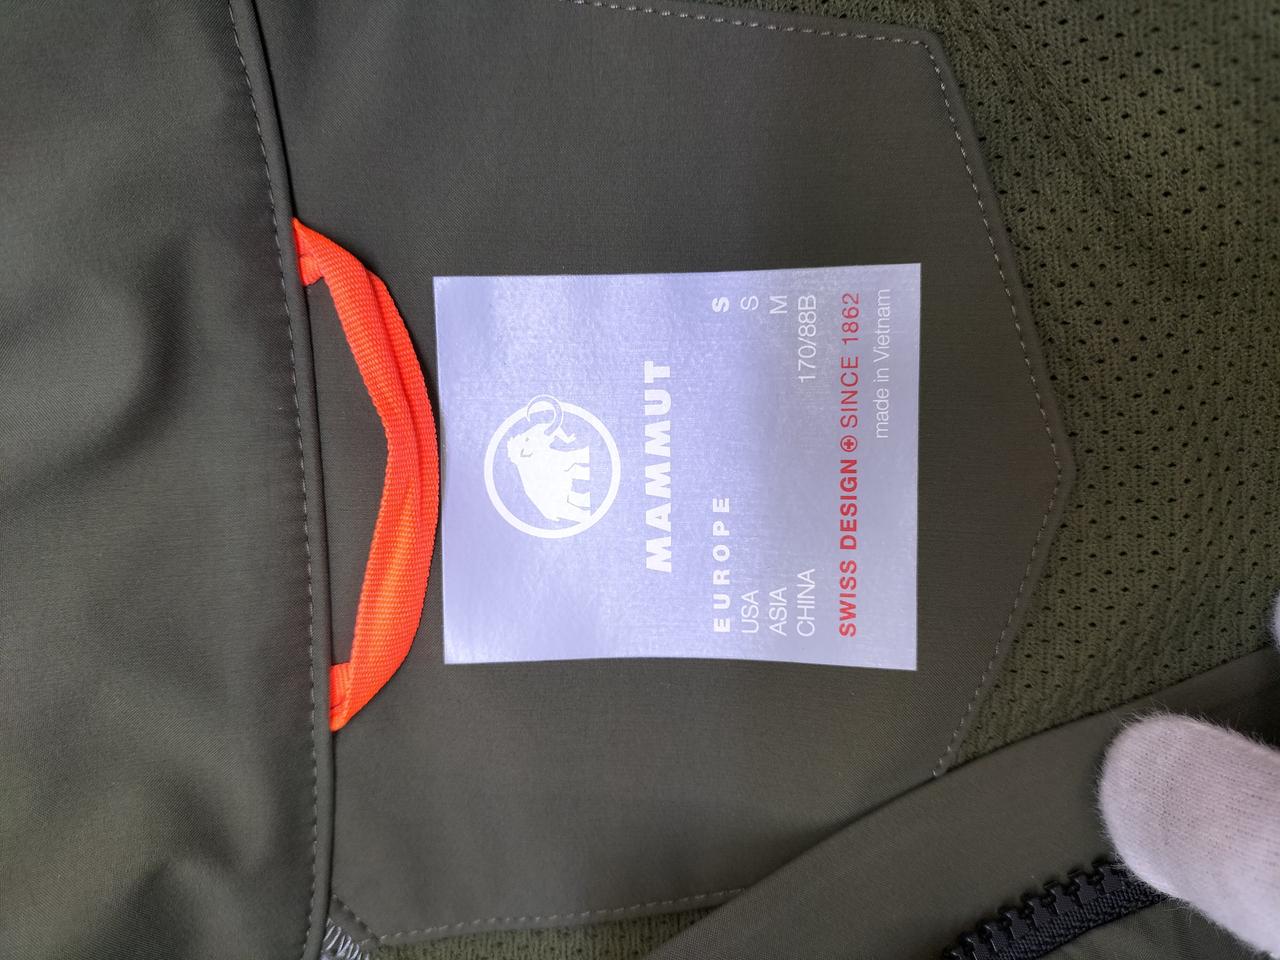 MAMMUT
EUROPE S
USA S
ASIA M
CHINA 170/88B
SWISS DESIGN SINCE 1862
made in Vietnam